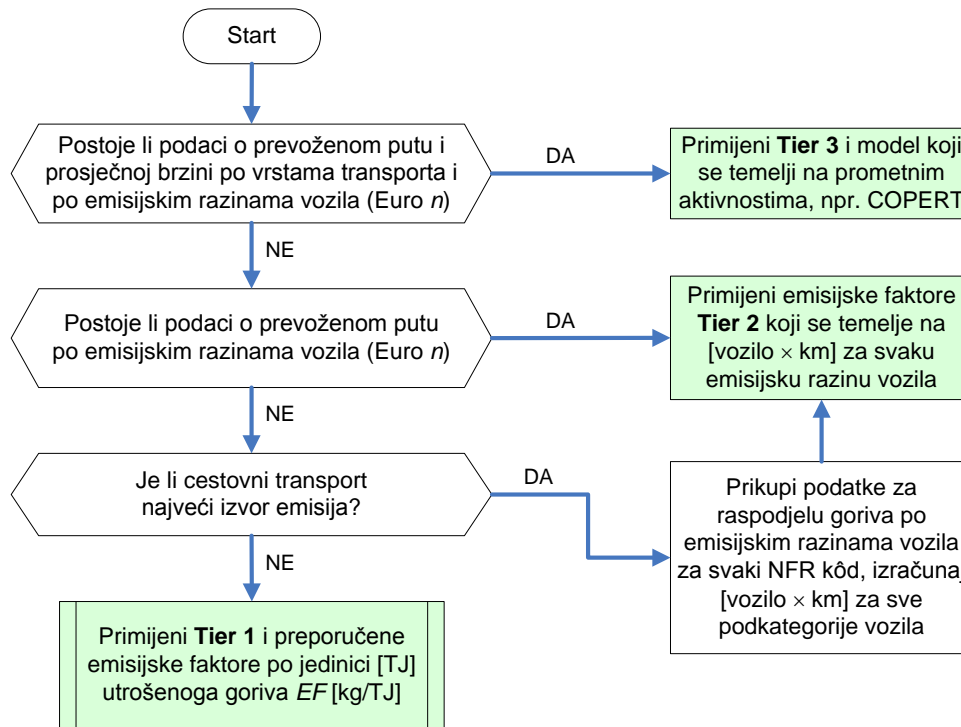 Start
Postoje li podaci o prevoženom putu i
prosječnoj brzini po vrstama transporta i
po emisijskim razinama vozila (Euro n)
DA
Primijeni Tier 3 i model koji
se temelji na prometnim
aktivnostima, npr. COPERT
NE
Postoje li podaci o prevoženom putu
po emisijskim razinama vozila (Euro n)
DA
Primijeni emisijske faktore
Tier 2 koji se temelje na
[vozilo × km] za svaku
emisijsku razinu vozila
NE
Je li cestovni transport
najveći izvor emisija?
DA
Prikupi podatke za
raspodjelu goriva po
emisijskim razinama vozila
za svaki NFR kôd, izračunaj
[vozilo × km] za sve
podkategorije vozila
NE
Primijeni Tier 1 i preporučene
emisijske faktore po jedinici [TJ]
utrošenoga goriva EF [kg/TJ]